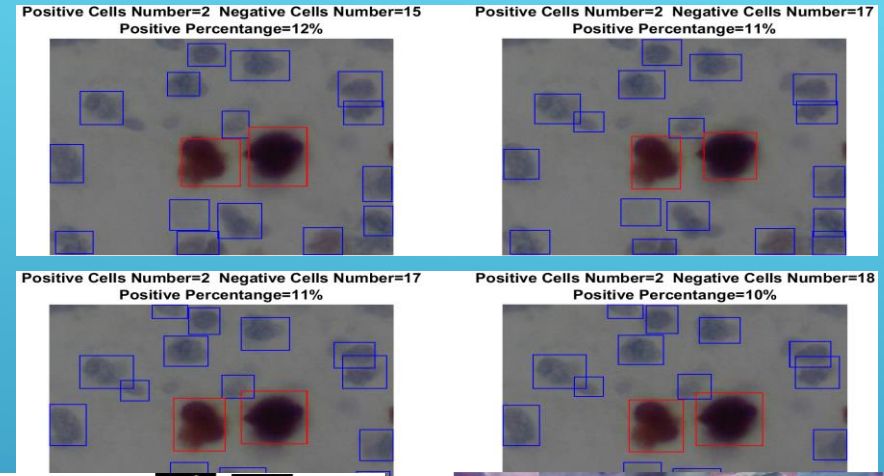 Positive Cells Number=2 Negative Cells Number=15
Positive Percentange=12%
Positive Cells Number=2 Negative Cells Number=17
Positive Percentange=11%
Positive Cells Number=2 Negative Cells Number=17
Positive Percentange=11%
Positive Cells Number=2 Negative Cells Number=18
Positive Percentange=10%